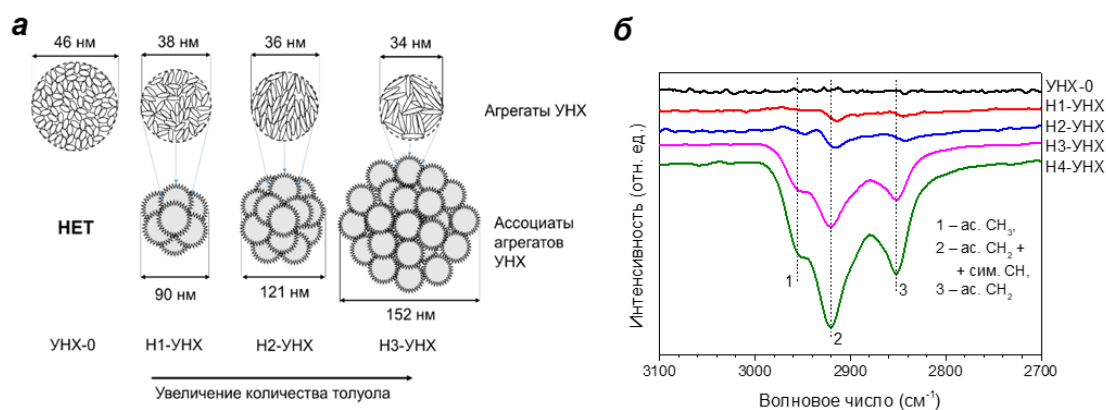 а
46 нм 38 нм 36 нм 34 нм
Агрегаты УНХ
НЕТ
Ассоциаты
агрегатов
УНХ
90 нм
121 нм
152 нм
УНХ-0 Н1-УНХ Н2-УНХ Н3-УНХ
Увеличение количества толуола
б
Интенсивность (отн. ед.)
УНХ-0
Н1-УНХ
Н2-УНХ
Н3-УНХ
Н4-УНХ
1 – ас. CH3,
2 – ас. CH2 +
+ сим. CH,
3 – ас. CH2
1
2
3
3100 3000 2900 2800 2700
Волновое число (см-1)